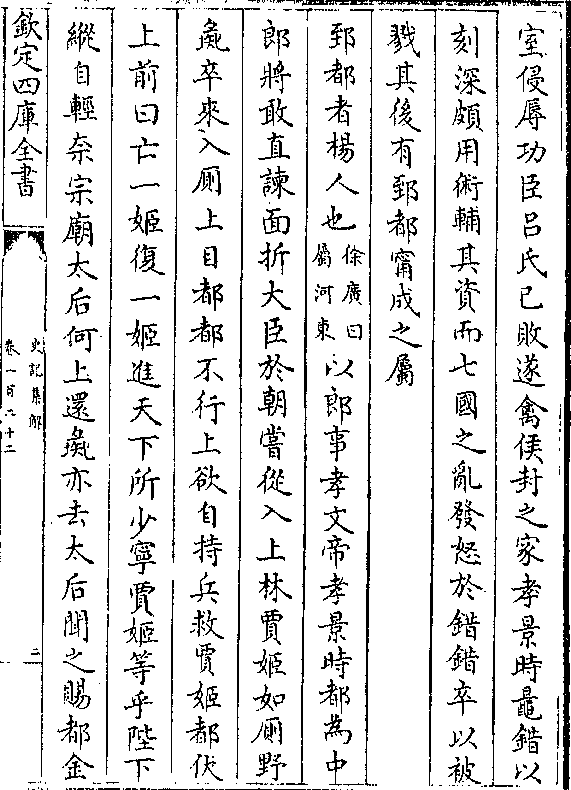 室侵辱功臣呂氏已敗遂禽侯封之家孝景時鼂錯以
刻深頗用術輔其資而七國之亂發怒於錯錯卒以被
戮其後有郅都甯成之屬
郅都者楊人也徐廣曰屬河東以郎事孝文帝孝景時都為中
郎將敢直諫面折大臣於朝嘗從入上林賈姬如厠野
彘卒來入厠上目都都不行上欲自持兵救賈姬都伏
上前曰亡一姬復一姬進天下所少寧賈姬等乎陛下
縱自輕柰宗廟太后何上還彘亦去太后聞之賜都金
欽定四庫全書
史記集解
卷一百二十二
二